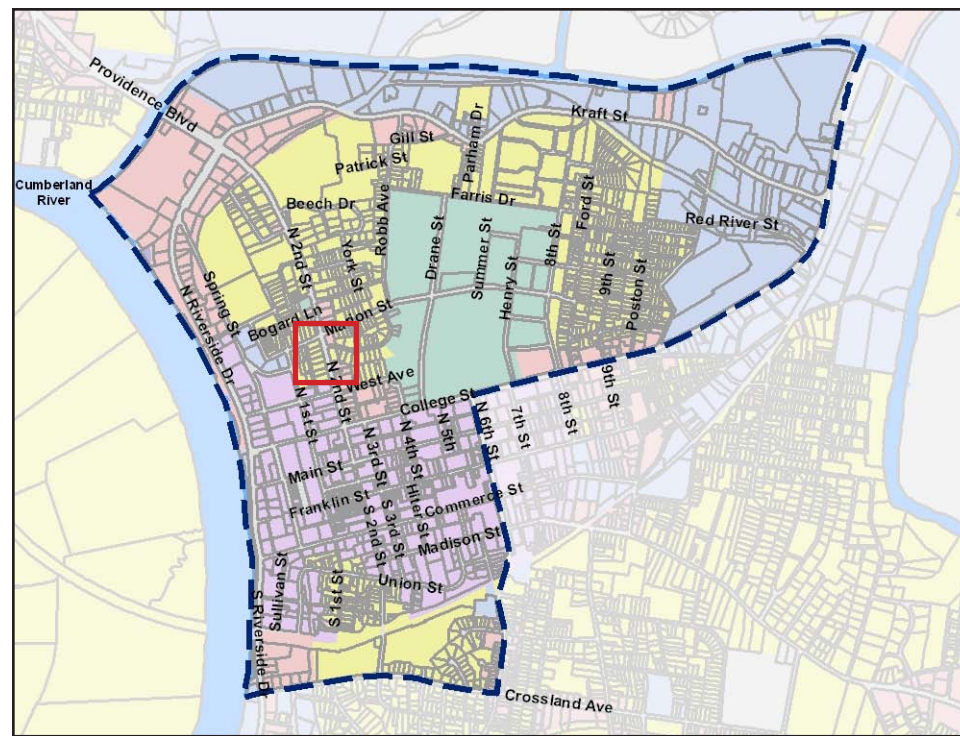 Providence Blvd
Kraft St
Gill St
Parham Dr
Patrick St
Cumberland
River
Beech Dr
Farris Dr
Robb Ave
Ford St
Red River St
N 2nd St
York St
Drane St
Summer St
8th St
Henry St
9th St
Poston St
Spring St
N Riverside Dr
Bogard Ln
Marion St
N 2nd St
West Ave
N 1st St
College St
9th St
8th St
7th St
N 6th St
N 5th
N 4th St
N 3rd St
Main St
Franklin St
Hiter St
Commerce St
S 3rd St
S 2nd St
Madison St
Union St
Sullivan St
S 1st St
S Riverside Dr
Crossland Ave